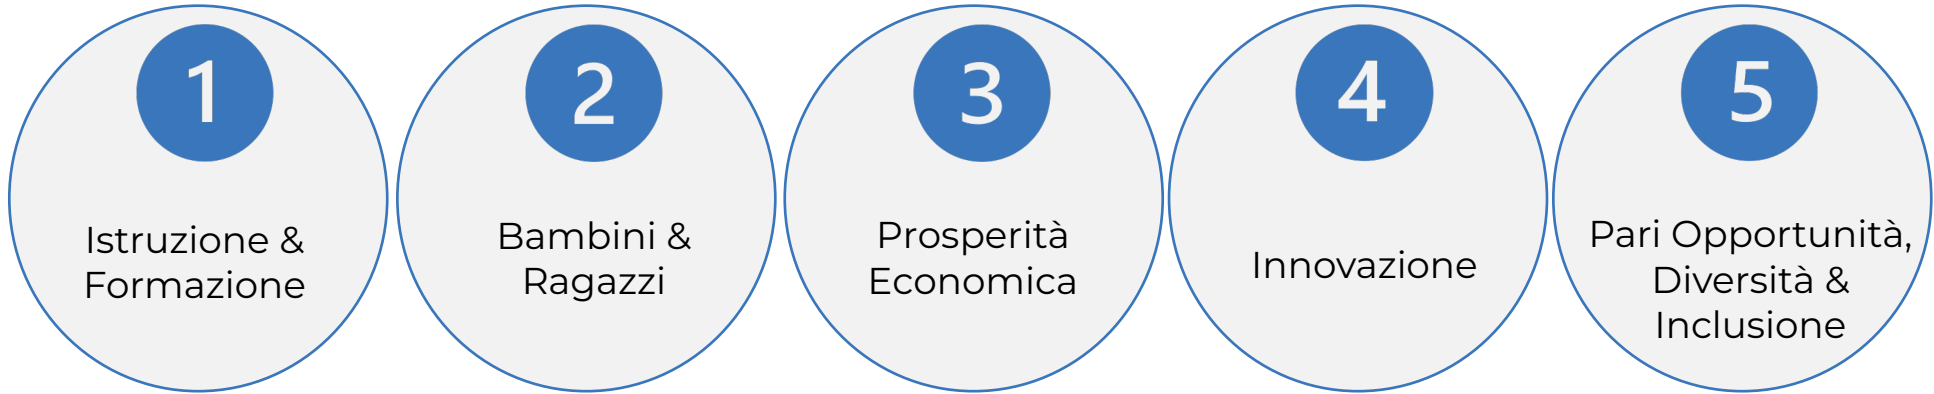 1
Istruzione &
Formazione
2
Bambini &
Ragazzi
3
Prosperità
Economica
4
Innovazione
5
Pari Opportunità,
Diversità &
Inclusione